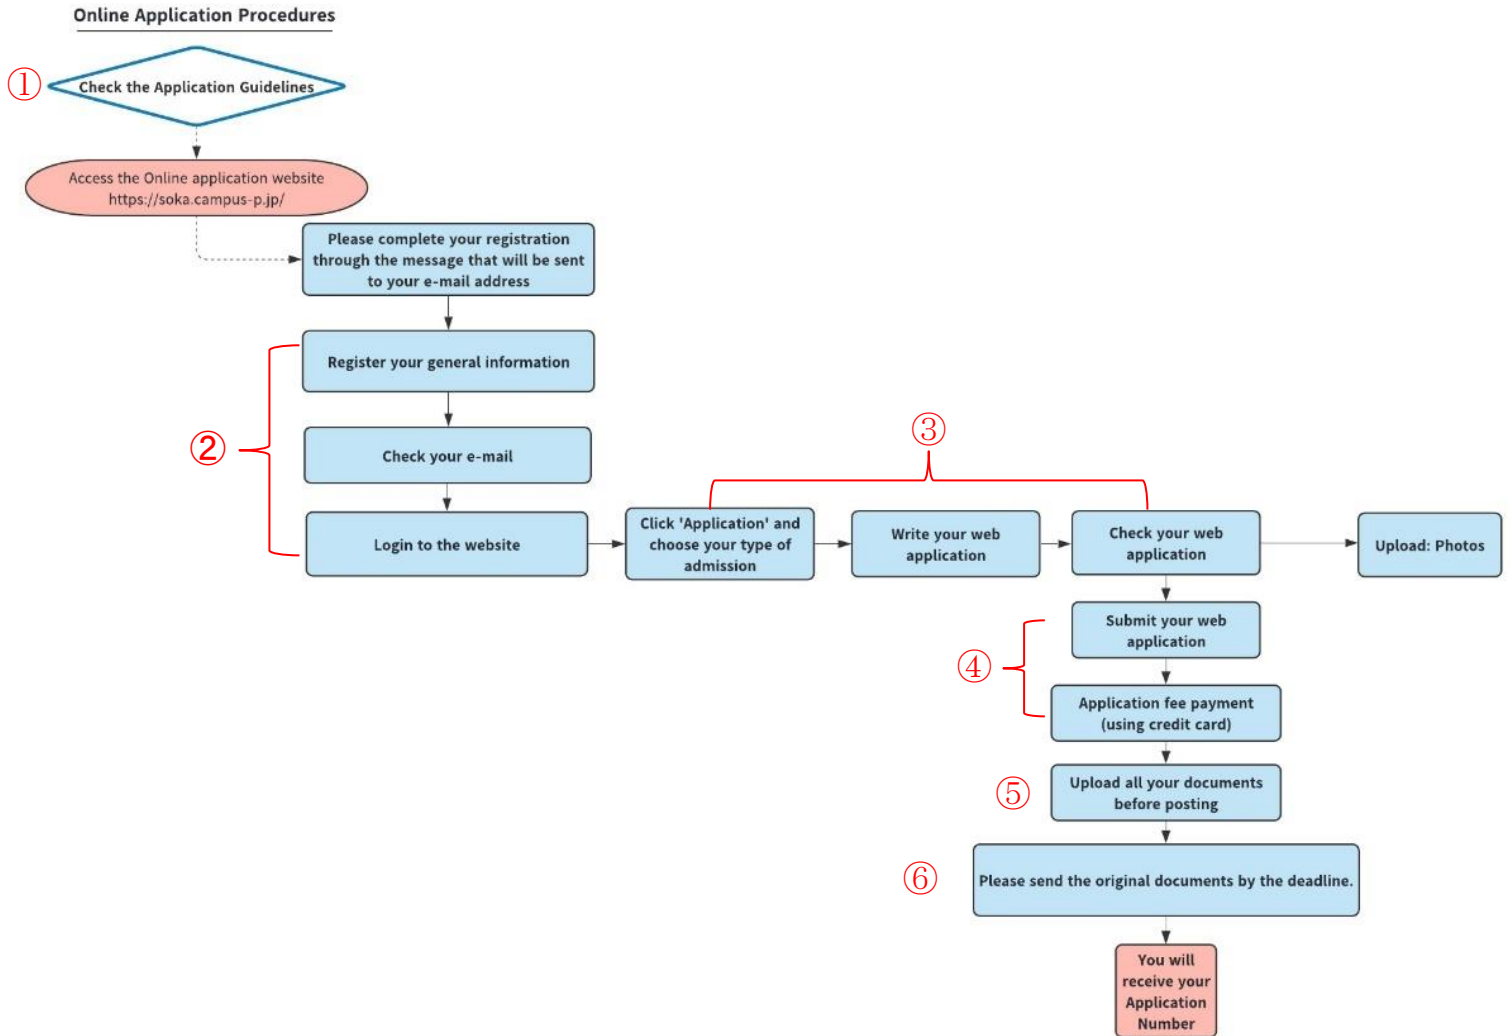 Online Application Procedures
①
Check the Application Guidelines
Access the Online application website
https://soka.campus-p.jp/
Please complete your registration
through the message that will be sent
to your e-mail address
②
Register your general information
Check your e-mail
Login to the website
③
Click 'Application' and
choose your type of
admission
Write your web
application
Check your web
application
Upload: Photos
④
Submit your web
application
Application fee payment
(using credit card)
⑤
Upload all your documents
before posting
⑥
Please send the original documents by the deadline.
You will
receive your
Application
Number